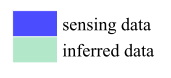 sensing data
inferred data